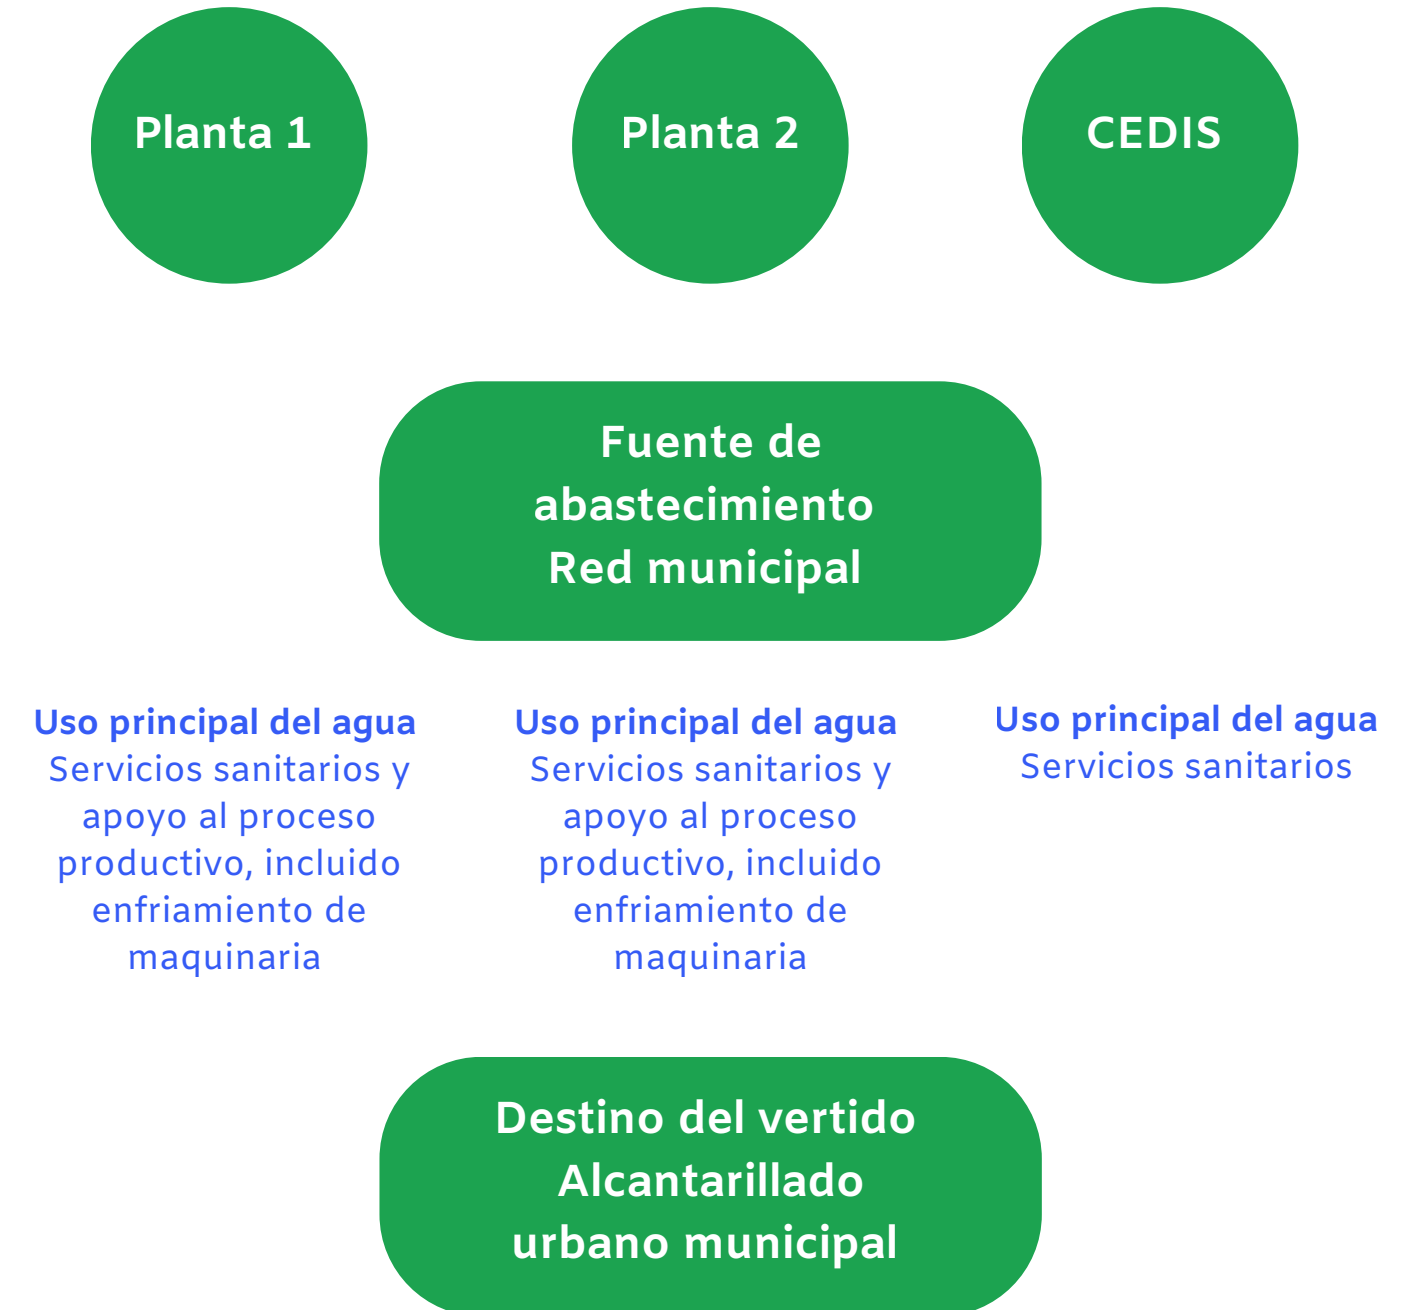 Planta 1
Planta 2
CEDIS
Fuente de
abastecimiento
Red municipal
Uso principal del agua
Servicios sanitarios y
apoyo al proceso
productivo, incluido
enfriamiento de
maquinaria
Uso principal del agua
Servicios sanitarios y
apoyo al proceso
productivo, incluido
enfriamiento de
maquinaria
Uso principal del agua
Servicios sanitarios
Destino del vertido
Alcantarillado
urbano municipal